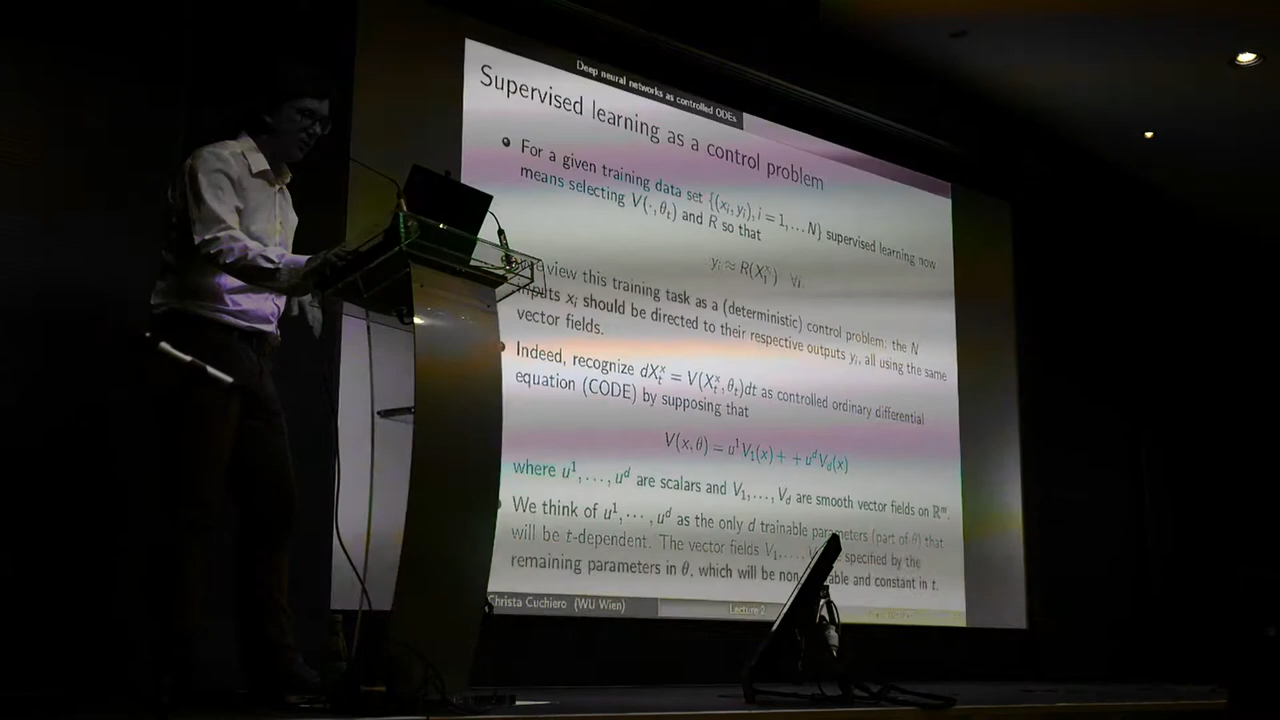 Deep neural networks as controlled ODEs
Supervised learning as a control problem
For a given training data set {(xᵢ, yᵢ), i = 1, … N} supervised learning now
means selecting V(·, θₜ) and R so that
yᵢ ≈ R(X₁ˣ) ∀i.
view this training task as a (deterministic) control problem: the N
inputs xᵢ should be directed to their respective outputs yᵢ, all using the same
vector fields.
Indeed, recognize dXₜˣ = V(Xₜˣ, θₜ)dt as controlled ordinary differential
equation (CODE) by supposing that
V(x, θ) = u¹V₁(x) + + uᵈV_d(x)
where u¹, …, uᵈ are scalars and V₁, …, V_d are smooth vector fields on ℝᵐ.
We think of u¹, ⋯, uᵈ as the only d trainable parameters (part of θ) that
will be t-dependent. The vector fields V₁, … specified by the
remaining parameters in θ, which will be non and constant in t.
Christa Cuchiero (WU Wien)
Lecture 2